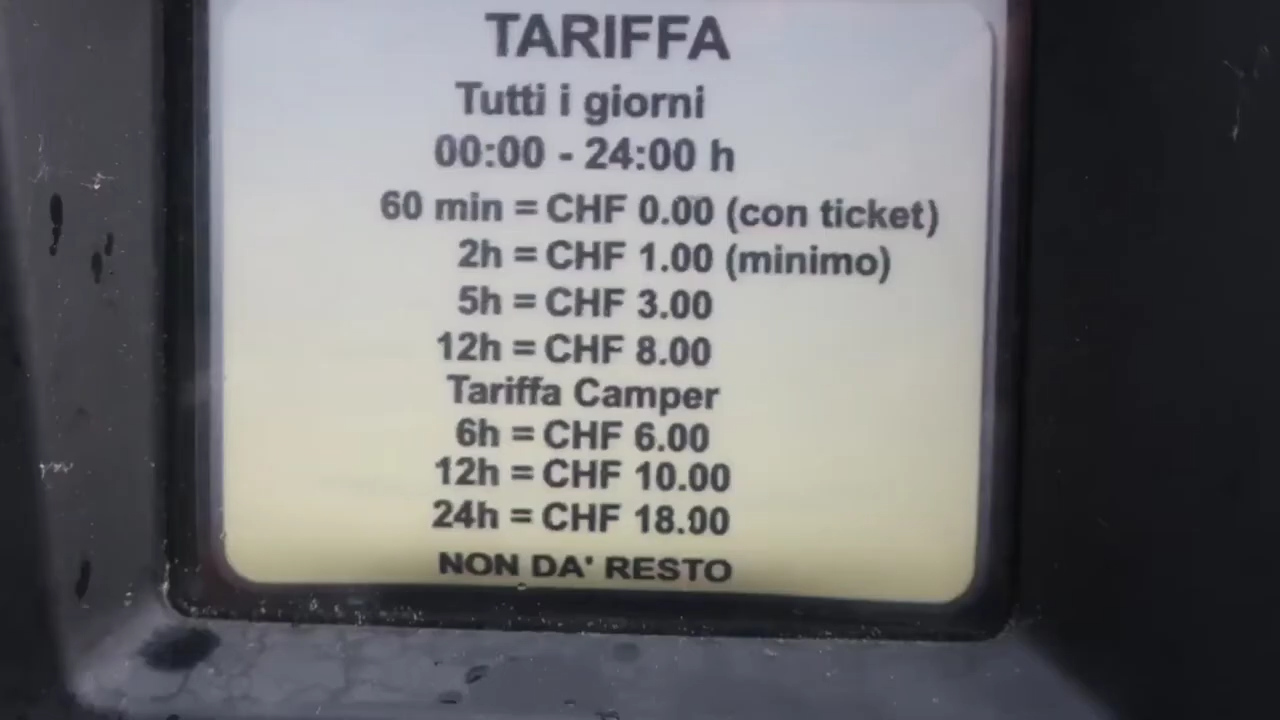 TARIFFA
Tutti i giorni
00:00 - 24:00 h
60 min = CHF 0.00 (con ticket)
2h = CHF 1.00 (minimo)
5h = CHF 3.00
12h = CHF 8.00
Tariffa Camper
6h = CHF 6.00
12h = CHF 10.00
24h = CHF 18.00
NON DA' RESTO